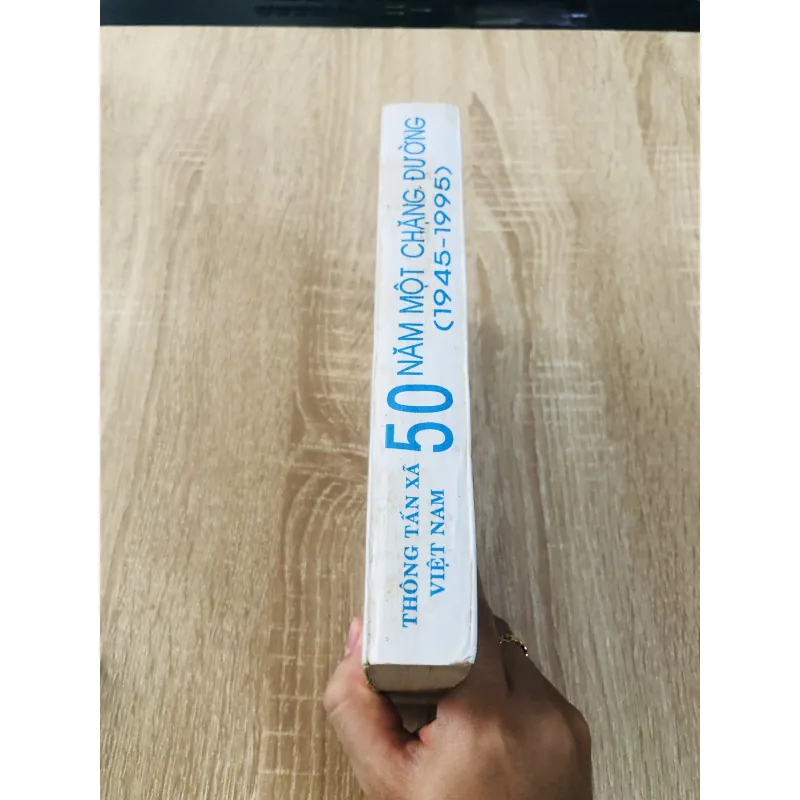 THÔNG TẤN XÃ
VIỆT NAM
50 NĂM MỘT CHẶNG ĐƯỜNG
(1945-1995)